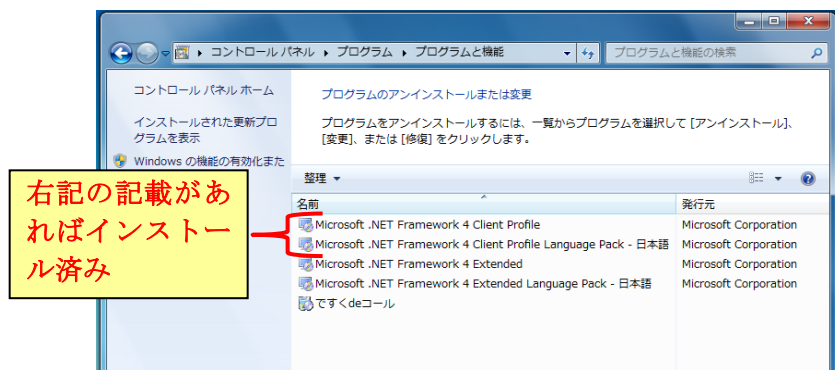 コントロール パネル ▸ プログラム ▸ プログラムと機能
プログラムと機能の検索
コントロール パネル ホーム
インストールされた更新プロ
グラムを表示
Windows の機能の有効化また
プログラムのアンインストールまたは変更
プログラムをアンインストールするには、一覧からプログラムを選択して [アンインストール]、
[変更]、または [修復] をクリックします。
整理
右記の記載があ
ればインストー
ル済み
名前 発行元
Microsoft .NET Framework 4 Client Profile Microsoft Corporation
Microsoft .NET Framework 4 Client Profile Language Pack - 日本語 Microsoft Corporation
Microsoft .NET Framework 4 Extended Microsoft Corporation
Microsoft .NET Framework 4 Extended Language Pack - 日本語 Microsoft Corporation
ですくdeコール